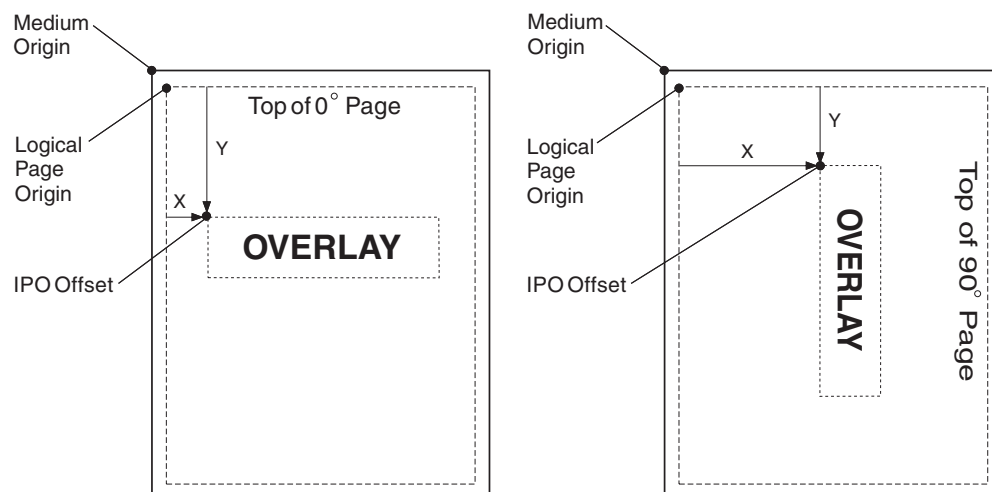 Medium
Origin
Top of 0° Page
Logical
Page
Origin
Y
X
OVERLAY
IPO Offset
Medium
Origin
Logical
Page
Origin
Y
X
IPO Offset
OVERLAY
Top of 90° Page